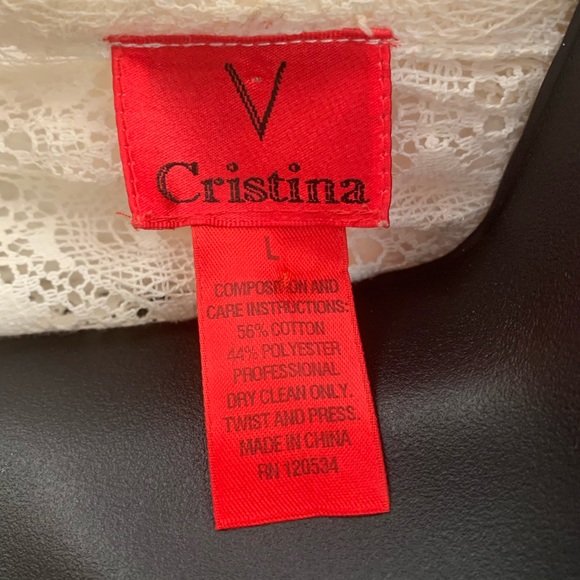 V
Cristina
L
COMPOSITION AND
CARE INSTRUCTIONS:
56% COTTON
44% POLYESTER
PROFESSIONAL
DRY CLEAN ONLY.
TWIST AND PRESS.
MADE IN CHINA
RN 120534